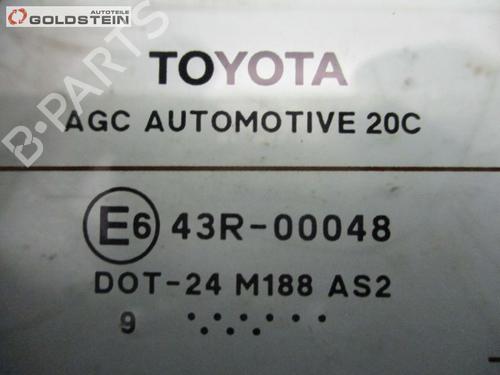 AUTOTEILE
GOLDSTEIN
B-PARTS
TOYOTA
AGC AUTOMOTIVE 20C
E6 43R-00048
DOT-24 M188 AS2
9